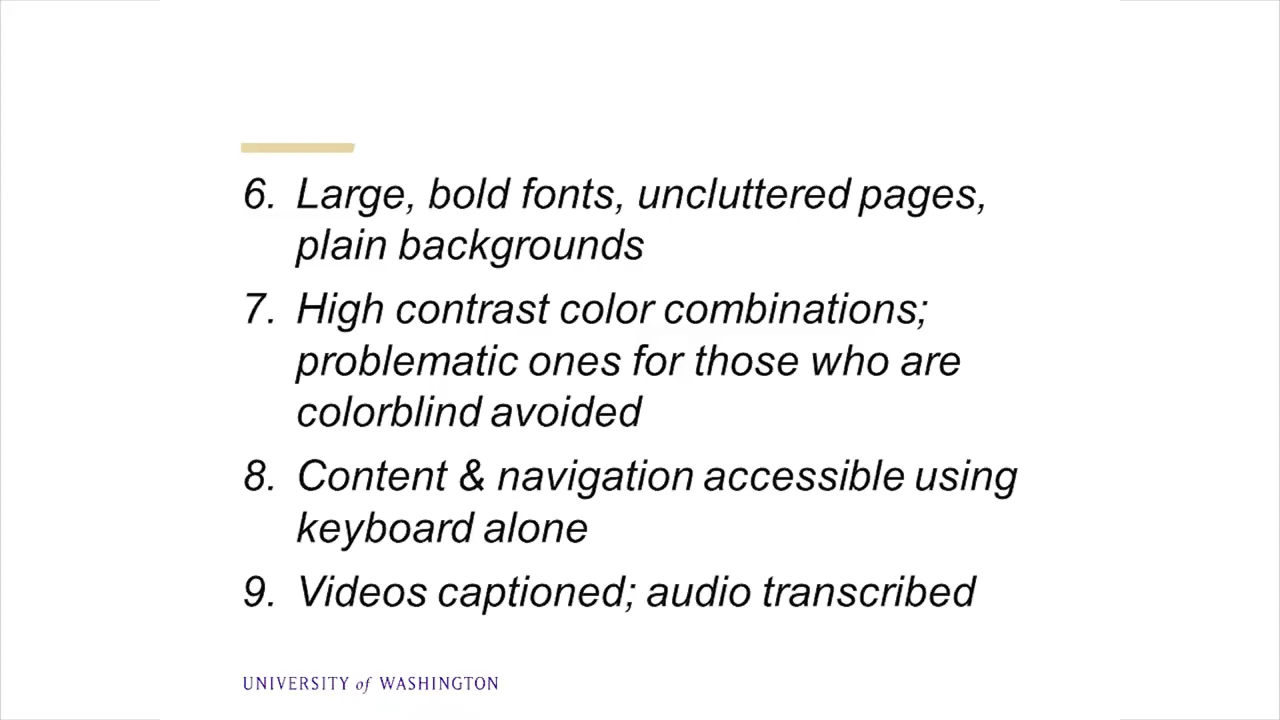 6. Large, bold fonts, uncluttered pages,
plain backgrounds
7. High contrast color combinations;
problematic ones for those who are
colorblind avoided
8. Content & navigation accessible using
keyboard alone
9. Videos captioned; audio transcribed
UNIVERSITY of WASHINGTON